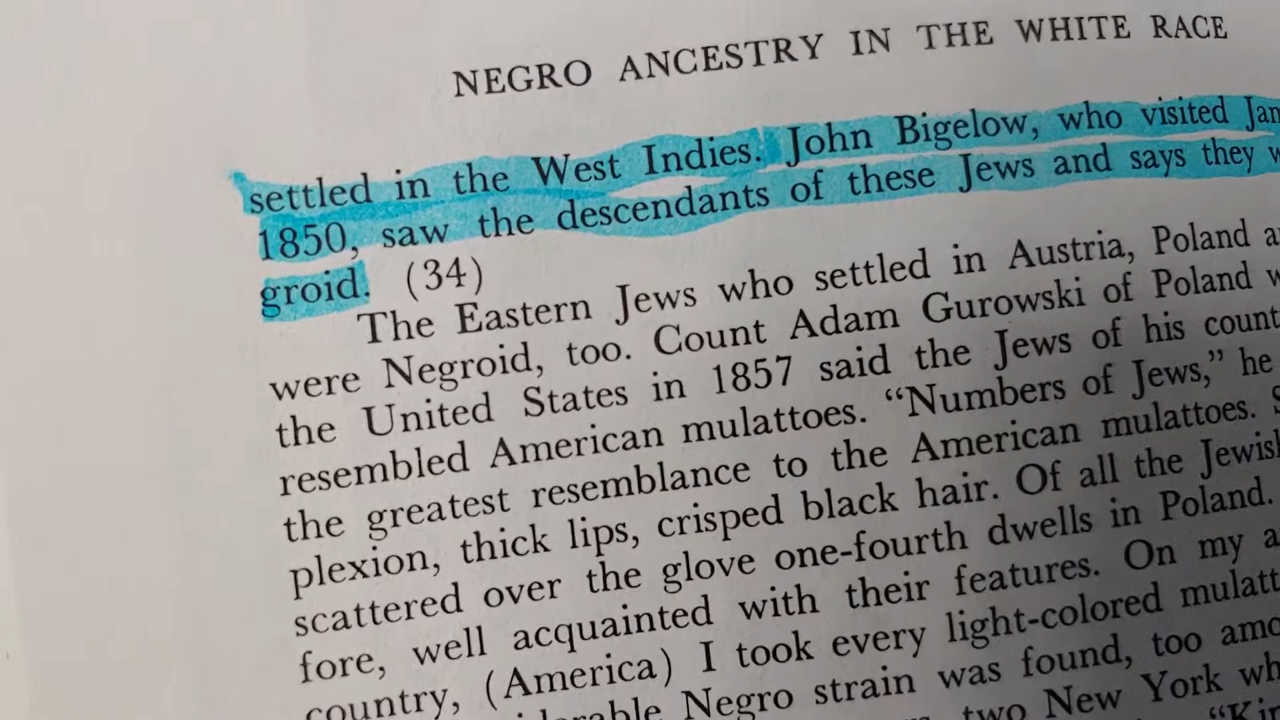 NEGRO ANCESTRY IN THE WHITE RACE
settled in the West Indies. John Bigelow, who visited
1850, saw the descendants of these Jews and says they
groid. (34)
The Eastern Jews who settled in Austria, Poland
were Negroid, too. Count Adam Gurowski of Poland
the United States in 1857 said the Jews of his
resembled American mulattoes. “Numbers of Jews,” he
the greatest resemblance to the American mulattoes.
plexion, thick lips, crisped black hair. Of all the
scattered over the glove one-fourth dwells in Poland.
fore, well acquainted with their features. On my
country, (America) I took every light-colored
Negro strain was found, too
two New York